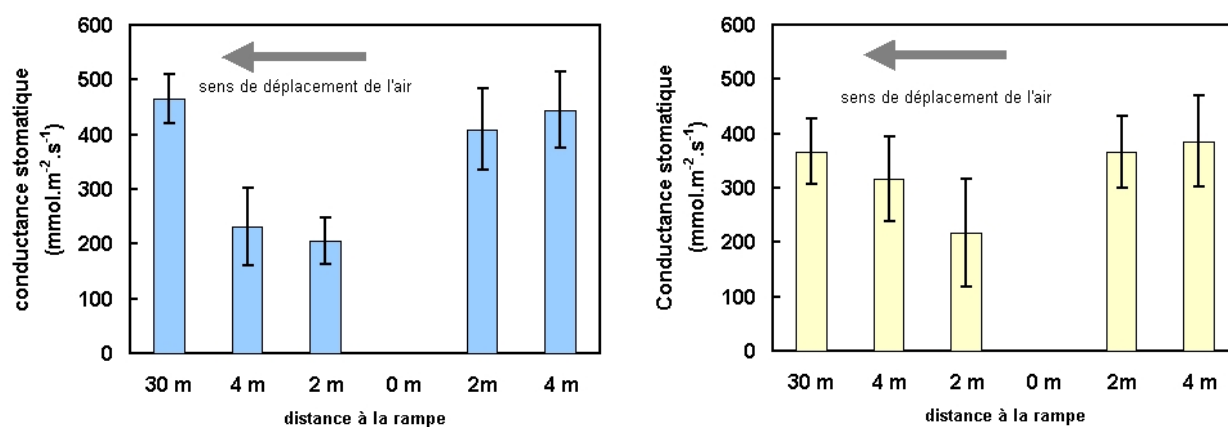 600
500
400
300
200
100
0
conductance stomatique
(mmol.m⁻².s⁻¹)
sens de déplacement de l'air
30 m 4 m 2 m 0 m 2m 4 m
distance à la rampe
600
500
400
300
200
100
0
Conductance stomatique
(mmol.m⁻².s⁻¹)
sens de déplacement de l'air
30 m 4 m 2 m 0 m 2m 4 m
distance à la rampe